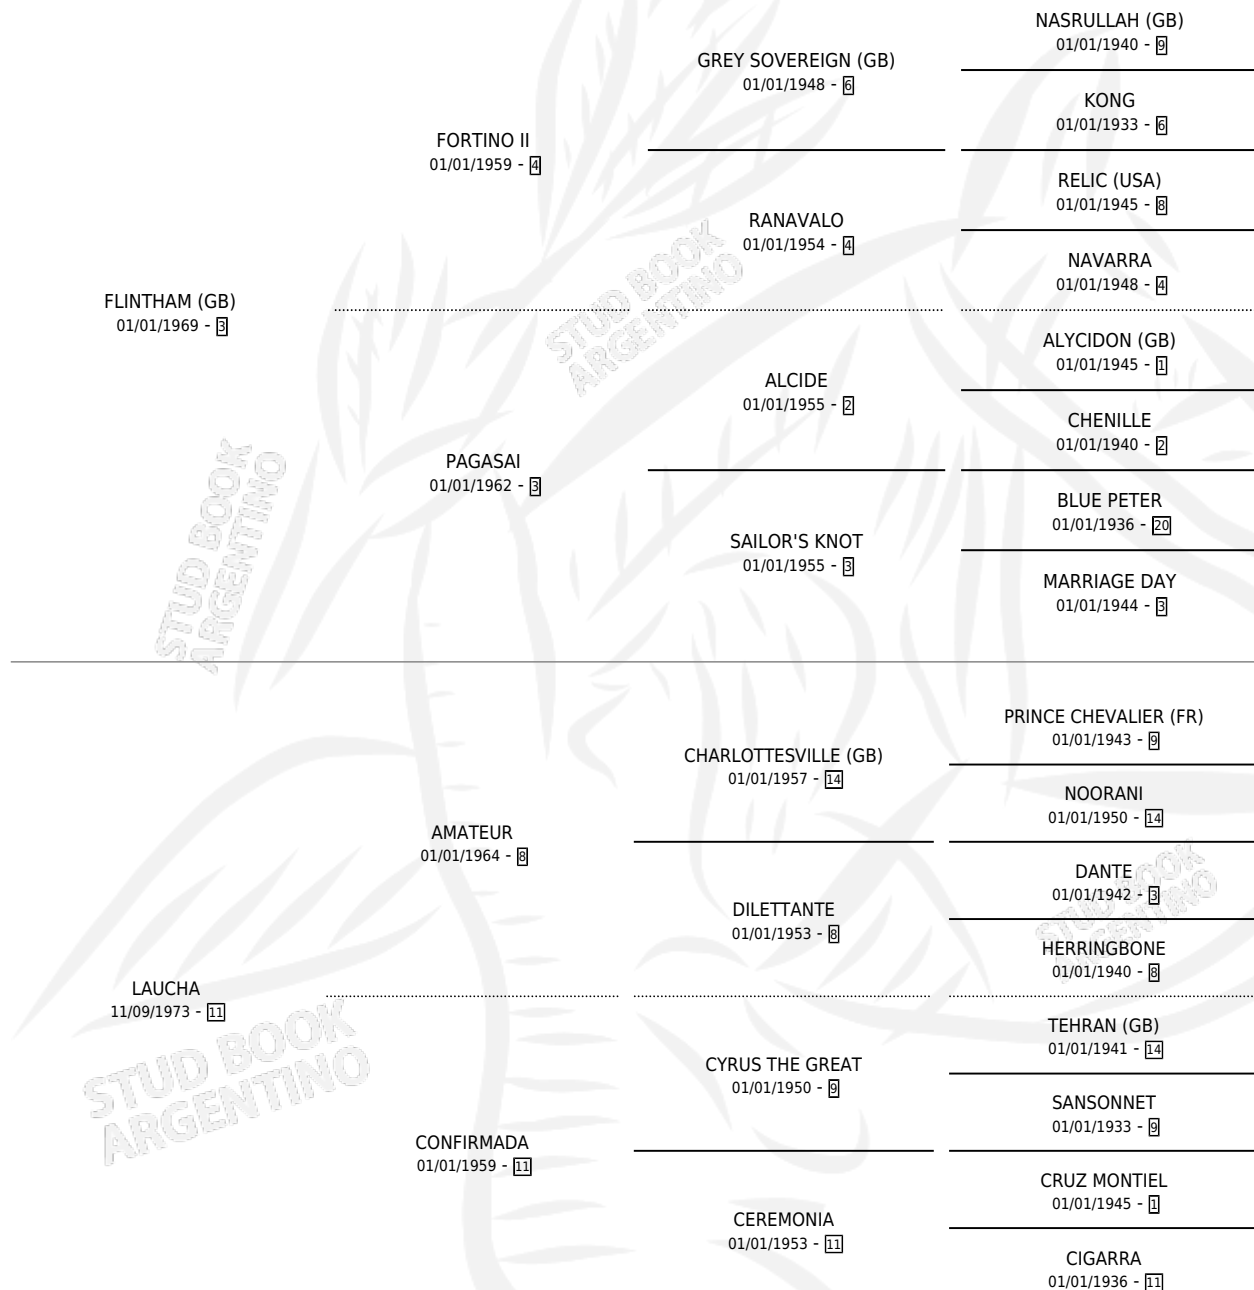 NASRULLAH (GB)
01/01/1940 - 9
GREY SOVEREIGN (GB)
01/01/1948 - 6
KONG
01/01/1933 - 6
FORTINO II
01/01/1959 - 4
RELIC (USA)
01/01/1945 - 8
RANAVALO
01/01/1954 - 4
NAVARRA
01/01/1948 - 4
FLINTHAM (GB)
01/01/1969 - 3
ALYCIDON (GB)
01/01/1945 - 1
ALCIDE
01/01/1955 - 2
CHENILLE
01/01/1940 - 2
PAGASAI
01/01/1962 - 3
BLUE PETER
01/01/1936 - 20
SAILOR'S KNOT
01/01/1955 - 3
MARRIAGE DAY
01/01/1944 - 3
PRINCE CHEVALIER (FR)
01/01/1943 - 9
CHARLOTTESVILLE (GB)
01/01/1957 - 14
NOORANI
01/01/1950 - 14
AMATEUR
01/01/1964 - 8
DANTE
01/01/1942 - 3
DILETTANTE
01/01/1953 - 8
HERRINGBONE
01/01/1940 - 8
LAUCHA
11/09/1973 - 11
TEHRAN (GB)
01/01/1941 - 14
CYRUS THE GREAT
01/01/1950 - 9
SANSONNET
01/01/1933 - 9
CONFIRMADA
01/01/1959 - 11
CRUZ MONTIEL
01/01/1945 - 1
CEREMONIA
01/01/1953 - 11
CIGARRA
01/01/1936 - 11
STUD BOOK
ARGENTINO
STUD BOOK
ARGENTINO
STUD BOOK
ARGENTINO
STUD BOOK
ARGENTINO